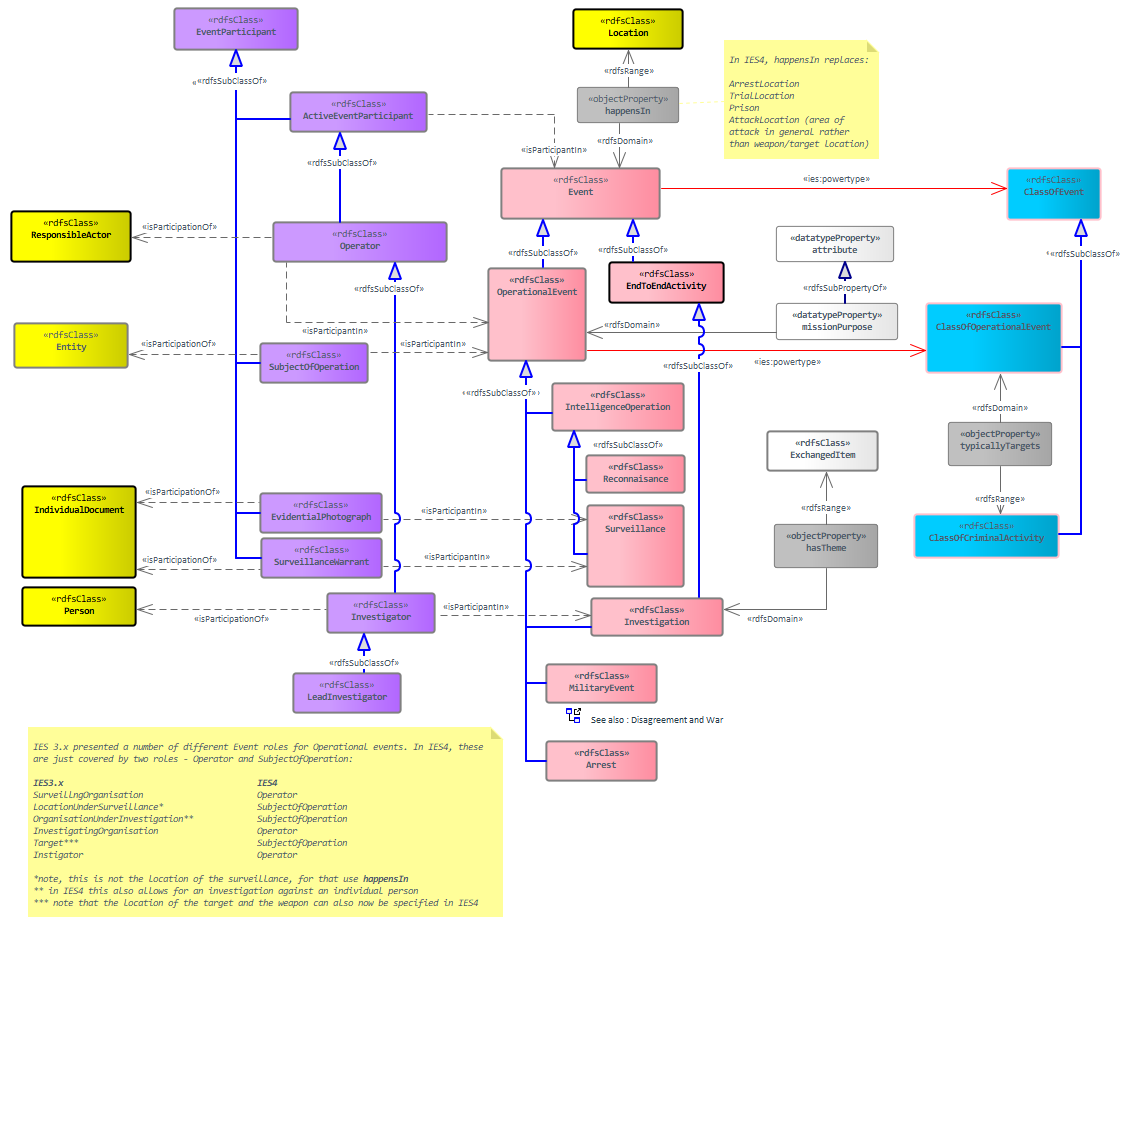 «rdfsClass»
EventParticipant
«rdfsClass»
Location
«rdfsSubClassOf»
«rdfsRange»
In IES4, happensIn replaces:
ArrestLocation
TrialLocation
Prison
AttackLocation (area of
attack in general rather
than weapon/target location)
«rdfsClass»
ActiveEventParticipant
«objectProperty»
happensIn
«isParticipantIn»
«rdfsDomain»
«rdfsSubClassOf»
«rdfsClass»
Event
«ies:powertype»
«rdfsClass»
ClassOfEvent
«rdfsClass»
ResponsibleActor
«isParticipationOf»
«rdfsClass»
Operator
«rdfsSubClassOf»
«rdfsSubClassOf»
«datatypeProperty»
attribute
«rdfsSubClassOf»
«rdfsSubClassOf»
«rdfsClass»
OperationalEvent
«rdfsClass»
EndToEndActivity
«rdfsSubPropertyOf»
«isParticipantIn»
«rdfsDomain»
«datatypeProperty»
missionPurpose
«rdfsClass»
ClassOfOperationalEvent
«rdfsClass»
Entity
«isParticipationOf»
«rdfsClass»
SubjectOfOperation
«isParticipantIn»
«ies:powertype»
«rdfsSubClassOf»
«rdfsSubClassOf»
«rdfsClass»
IntelligenceOperation
«rdfsDomain»
«rdfsSubClassOf»
«rdfsClass»
ExchangedItem
«objectProperty»
typicallyTargets
«rdfsClass»
Reconnaisance
«rdfsClass»
IndividualDocument
«isParticipationOf»
«rdfsClass»
EvidentialPhotograph
«isParticipantIn»
«rdfsClass»
Surveillance
«rdfsRange»
«rdfsRange»
«objectProperty»
hasTheme
«rdfsClass»
ClassOfCriminalActivity
«isParticipationOf»
«rdfsClass»
SurveillanceWarrant
«isParticipantIn»
«rdfsClass»
Person
«isParticipationOf»
«rdfsClass»
Investigator
«isParticipantIn»
«rdfsClass»
Investigation
«rdfsDomain»
«rdfsSubClassOf»
«rdfsClass»
LeadInvestigator
«rdfsClass»
MilitaryEvent
See also : Disagreement and War
«rdfsClass»
Arrest
IES 3.x presented a number of different Event roles for Operational events. In IES4, these
are just covered by two roles - Operator and SubjectOfOperation:
IES3.x IES4
SurveillngOrganisation Operator
LocationUnderSurveillance* SubjectOfOperation
OrganisationUnderInvestigation** SubjectOfOperation
InvestigatingOrganisation Operator
Target*** SubjectOfOperation
Instigator Operator
*note, this is not the location of the surveillance, for that use happensIn
** in IES4 this also allows for an investigation against an individual person
*** note that the location of the target and the weapon can also now be specified in IES4